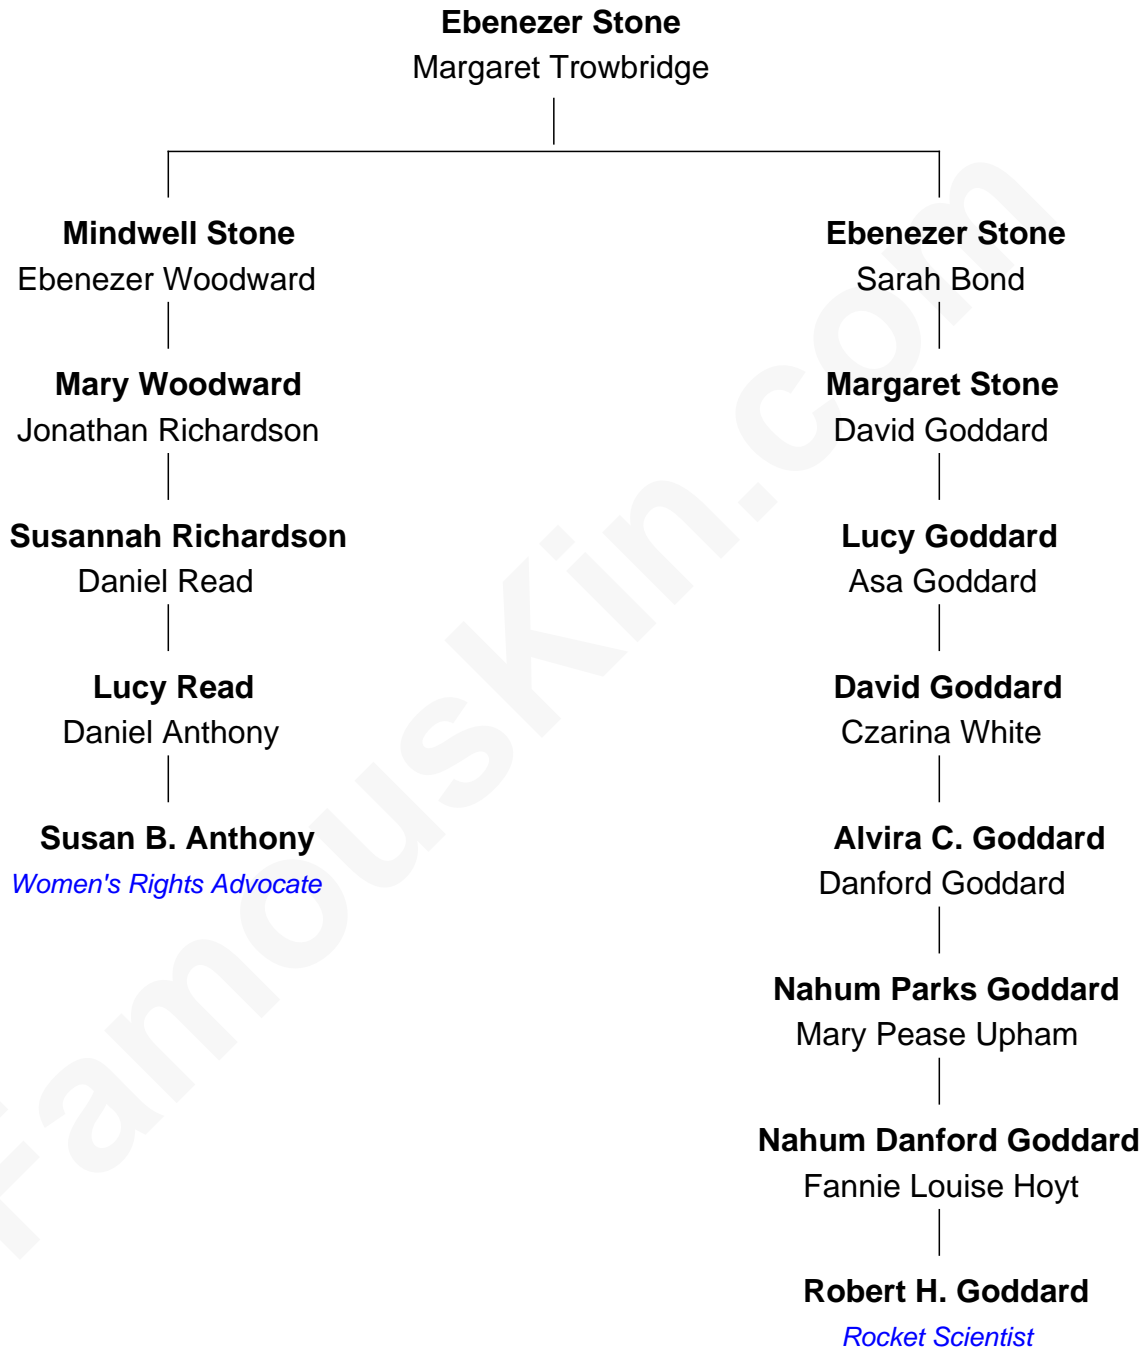 Ebenezer Stone
Margaret Trowbridge
Mindwell Stone
Ebenezer Woodward
Mary Woodward
Jonathan Richardson
Susannah Richardson
Daniel Read
Lucy Read
Daniel Anthony
Susan B. Anthony
Women's Rights Advocate
Ebenezer Stone
Sarah Bond
Margaret Stone
David Goddard
Lucy Goddard
Asa Goddard
David Goddard
Czarina White
Alvira C. Goddard
Danford Goddard
Nahum Parks Goddard
Mary Pease Upham
Nahum Danford Goddard
Fannie Louise Hoyt
Robert H. Goddard
Rocket Scientist
FamousKin.com